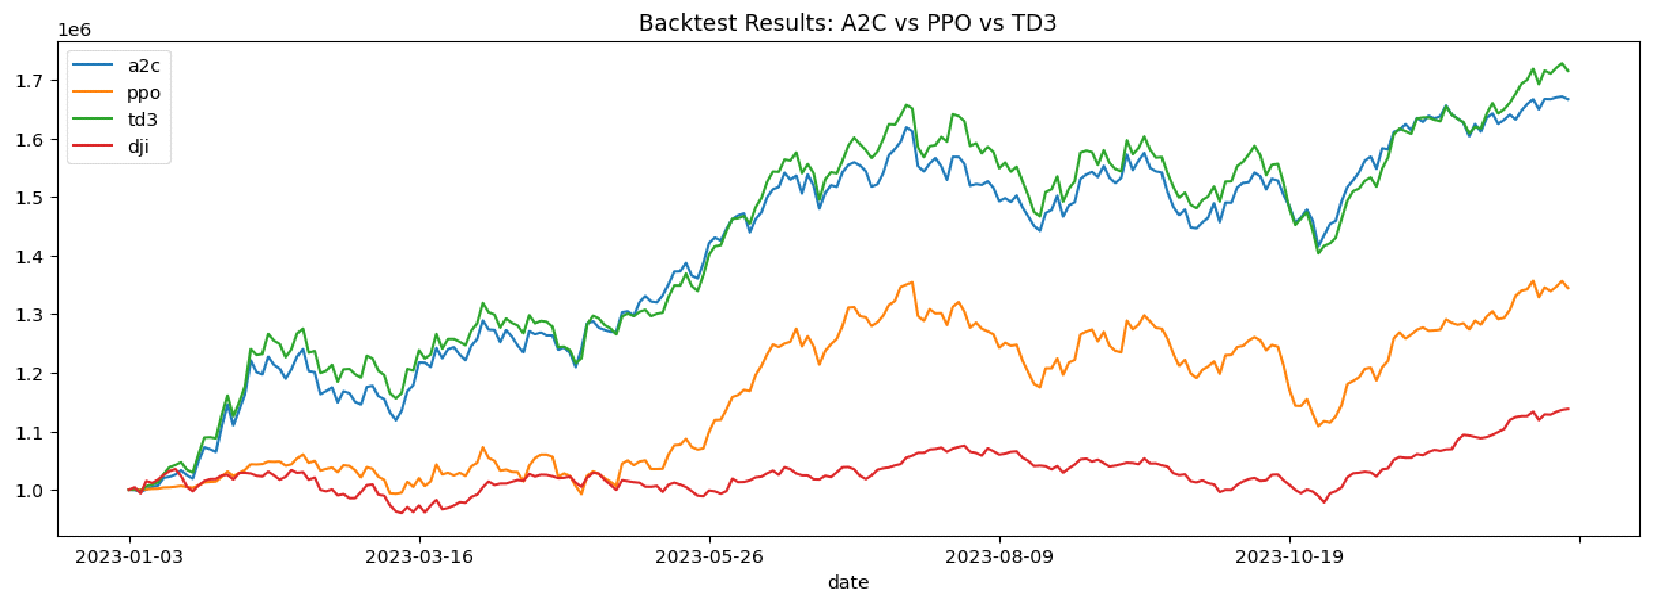 Backtest Results: A2C vs PPO vs TD3
1e6
a2c
ppo
td3
dji
1.7
1.6
1.5
1.4
1.3
1.2
1.1
1.0
2023-01-03 2023-03-16 2023-05-26 2023-08-09 2023-10-19
date